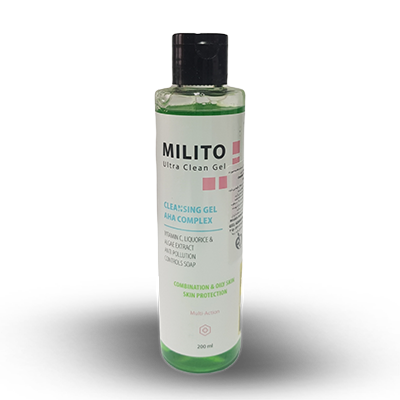 MILITO
Ultra Clean Gel
CLEANSING GEL
AHA COMPLEX
VITAMIN C, LIQUORICE &
ALGAE EXTRACT
ANTI POLLUTION
CONTROLS SOAP
COMBINATION & OILY SKIN
SKIN PROTECTION
Multi-Action
200 ml